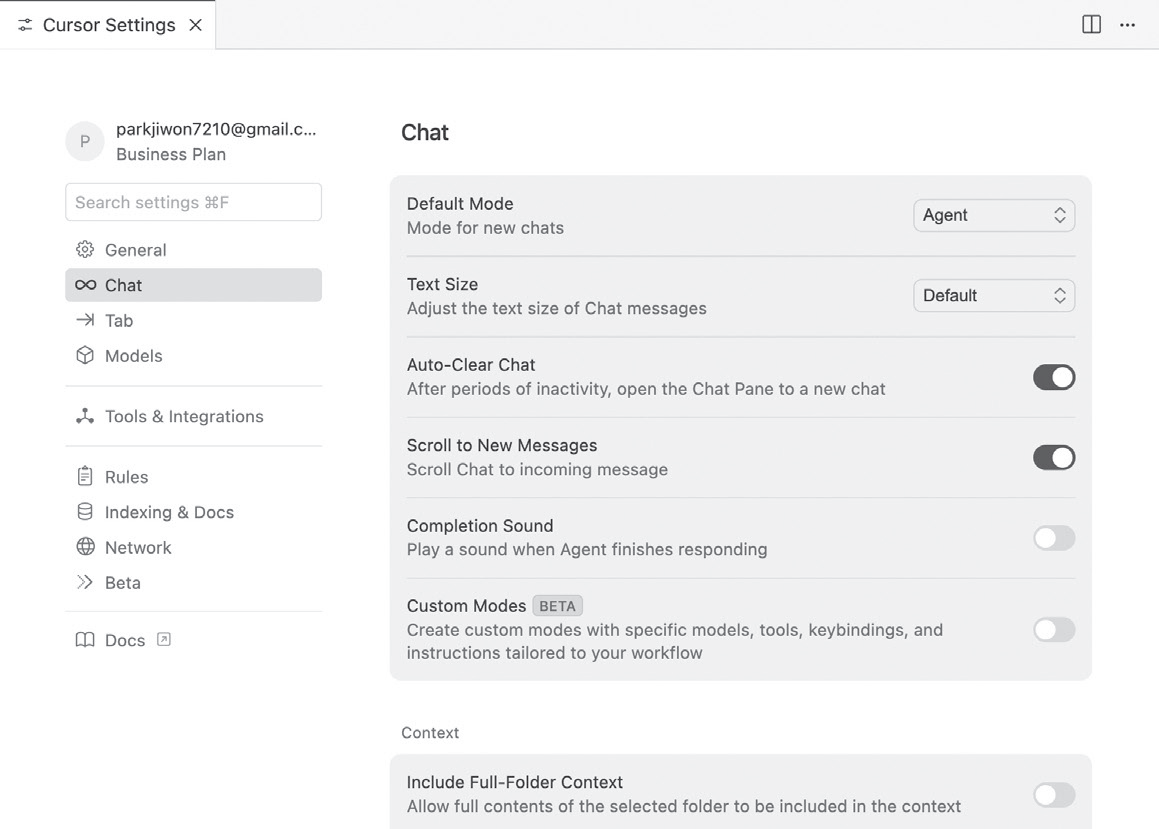 Cursor Settings
parkjiwon7210@gmail.c...
P
Business Plan
Search settings ⌘F
General
Chat
Tab
Models
Tools & Integrations
Rules
Indexing & Docs
Network
Beta
Docs
Chat
Default Mode
Mode for new chats
Agent
Text Size
Adjust the text size of Chat messages
Default
Auto-Clear Chat
After periods of inactivity, open the Chat Pane to a new chat
Scroll to New Messages
Scroll Chat to incoming message
Completion Sound
Play a sound when Agent finishes responding
Custom Modes BETA
Create custom modes with specific models, tools, keybindings, and
instructions tailored to your workflow
Context
Include Full-Folder Context
Allow full contents of the selected folder to be included in the context